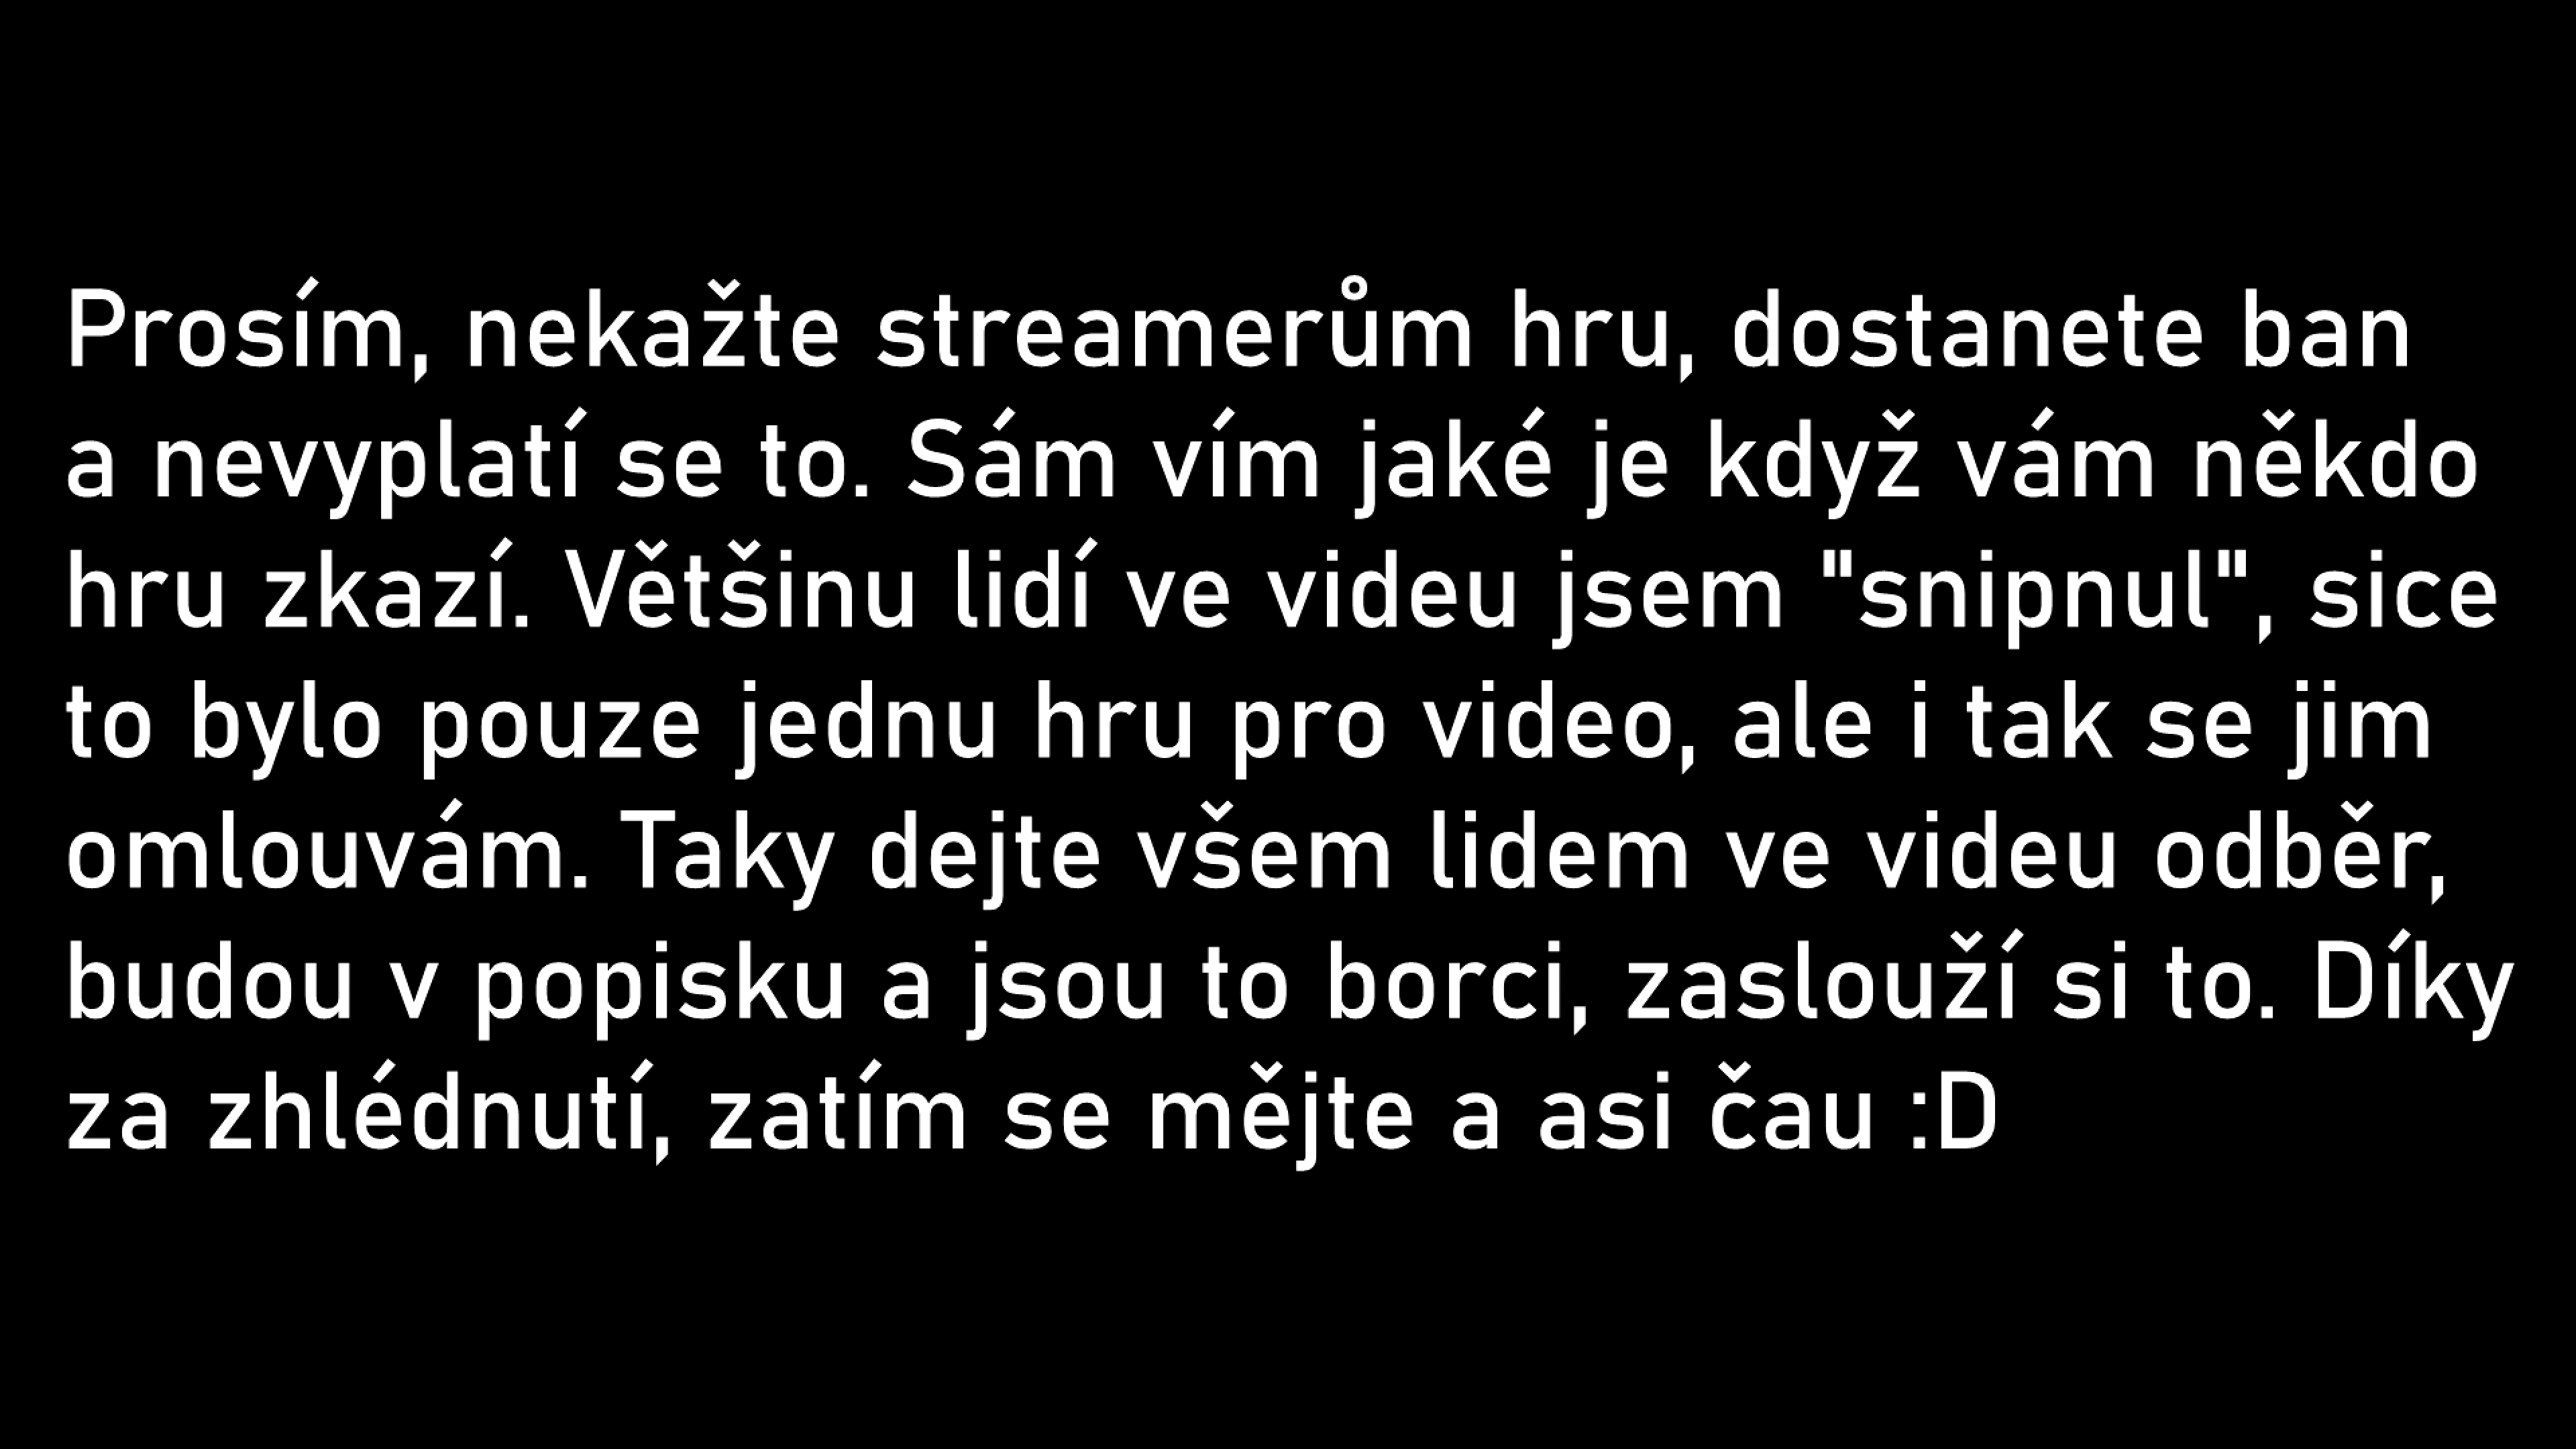 Prosím, nekažte streamerům hru, dostanete ban
a nevyplatí se to. Sám vím jaké je když vám někdo
hru zkazí. Většinu lidí ve videu jsem "snipnul", sice
to bylo pouze jednu hru pro video, ale i tak se jim
omlouvám. Taky dejte všem lidem ve videu odběr,
budou v popisku a jsou to borci, zaslouží si to. Díky
za zhlédnutí, zatím se mějte a asi čau :D